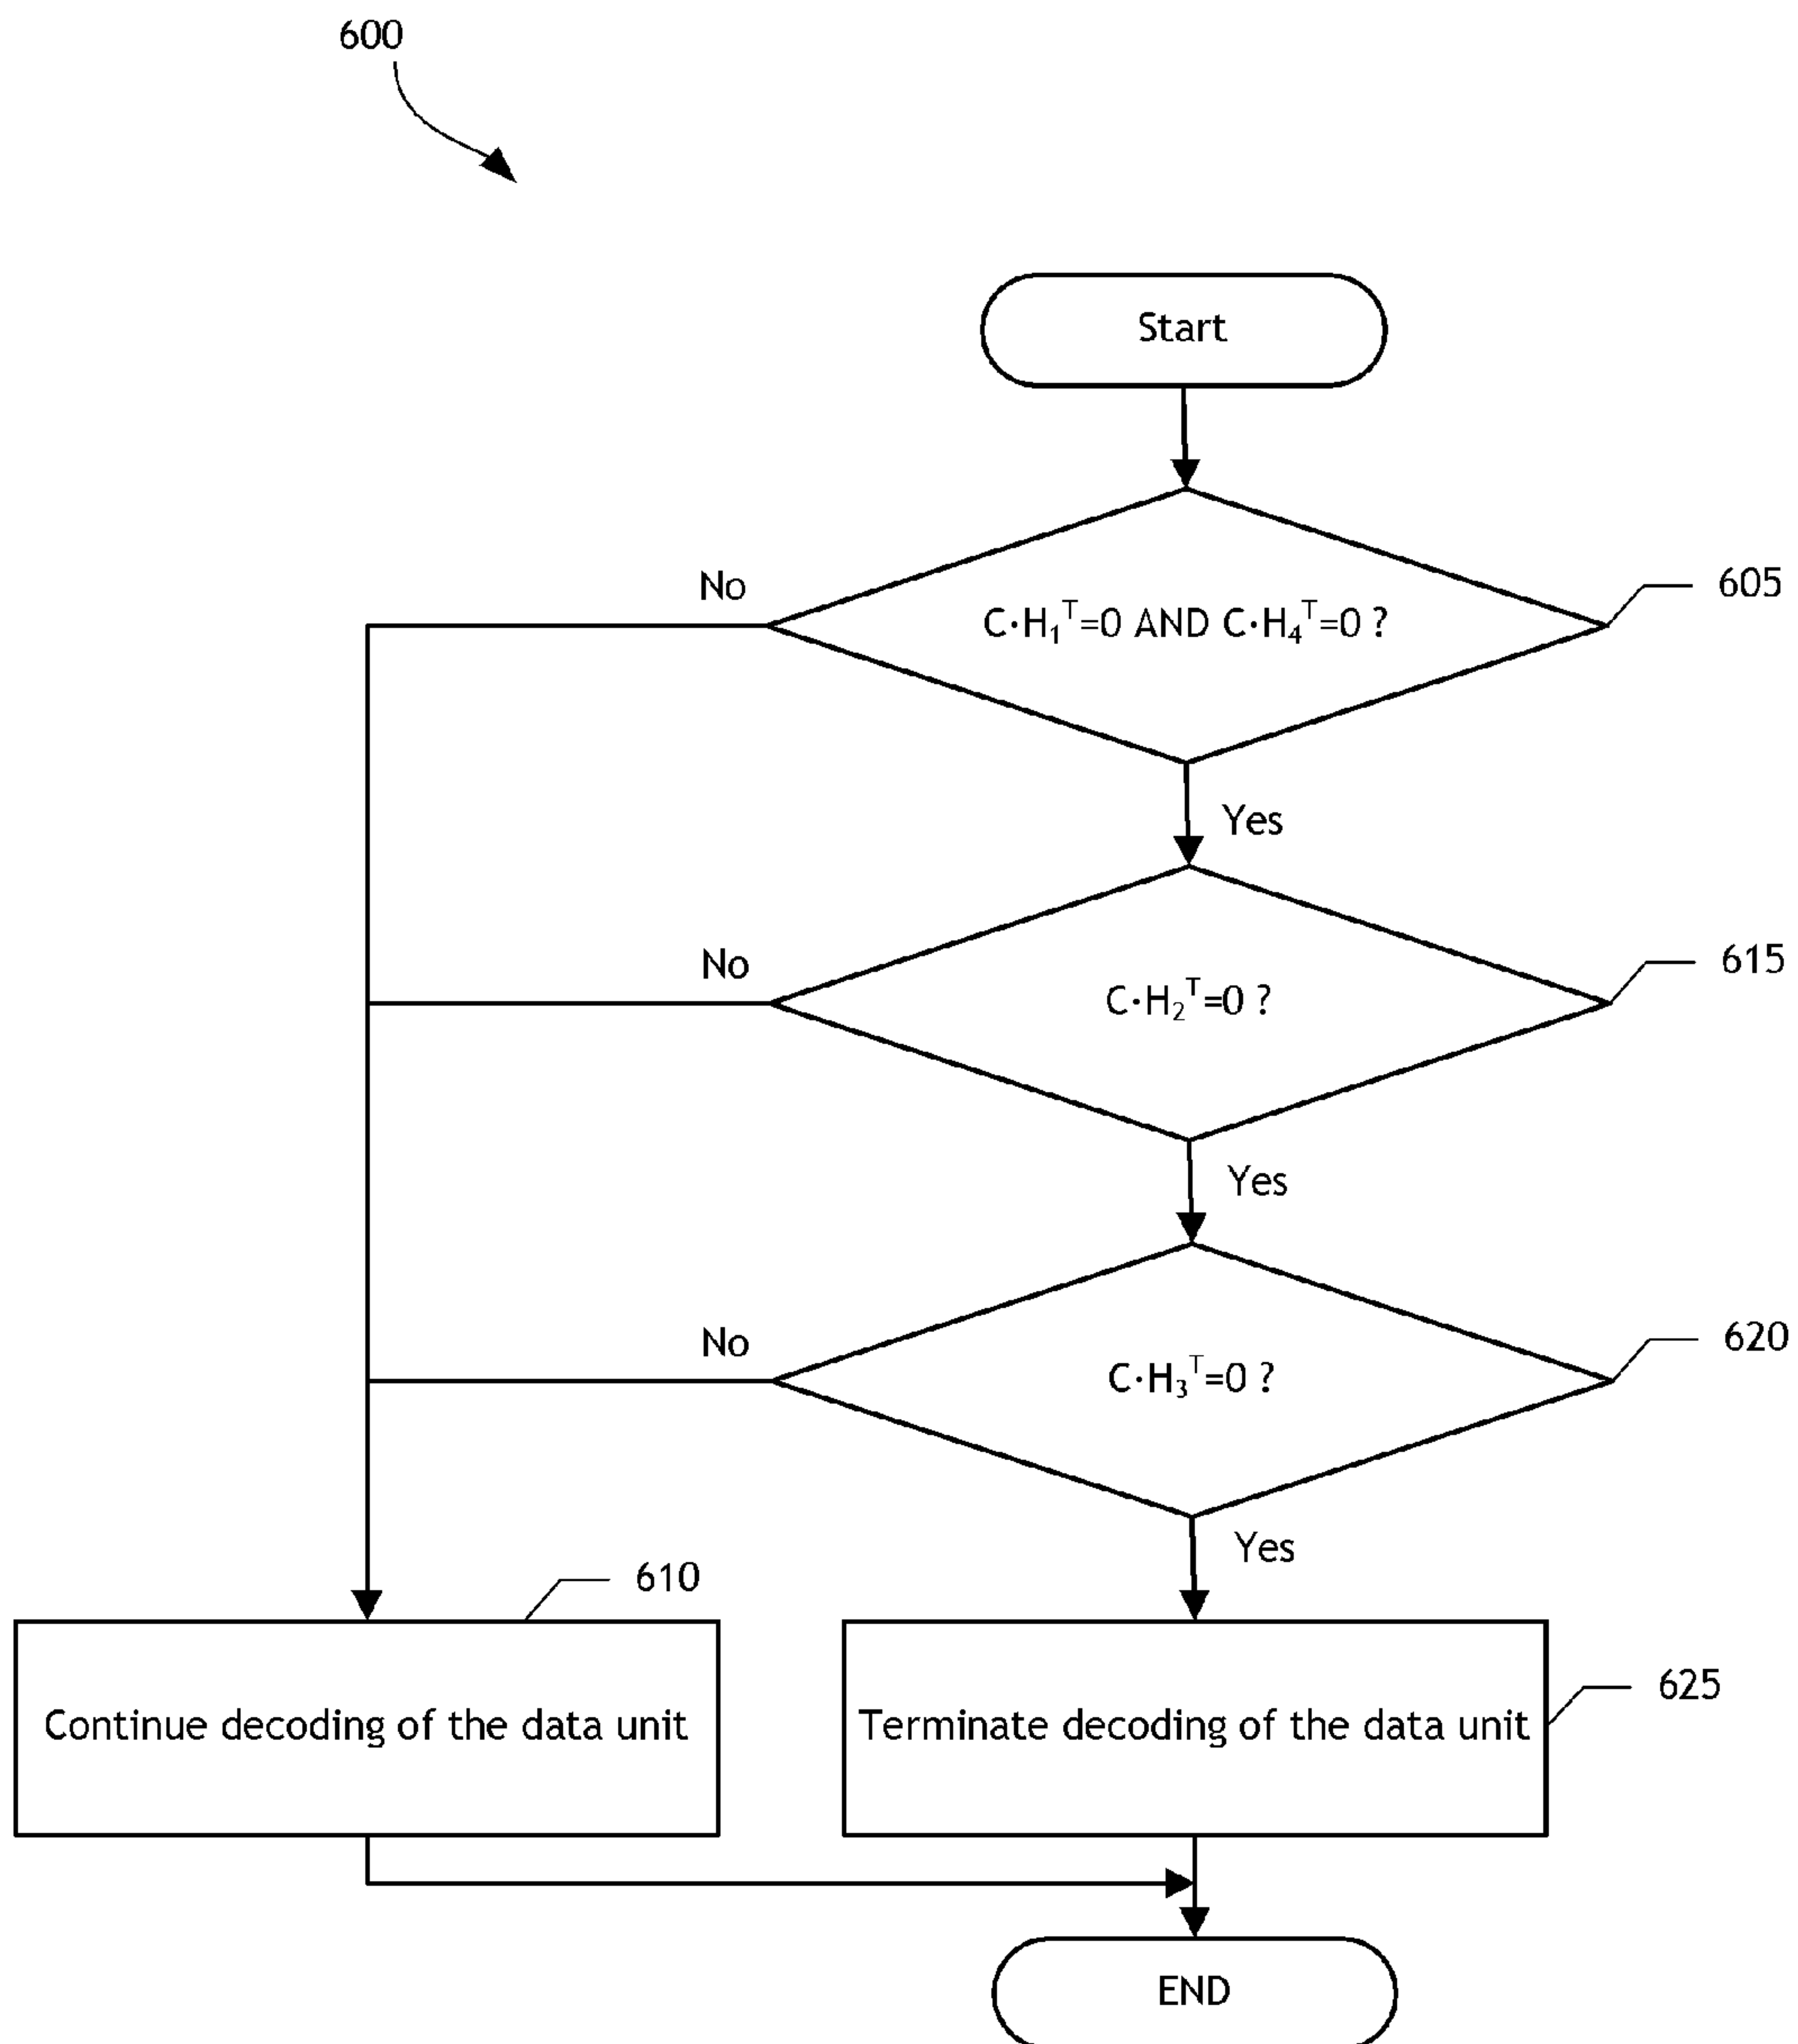 600
Start
No
C·H₁ᵀ=0 AND C·H₄ᵀ=0 ?
605
Yes
No
C·H₂ᵀ=0 ?
615
Yes
No
C·H₃ᵀ=0 ?
620
Yes
610
Continue decoding of the data unit
Terminate decoding of the data unit
625
END